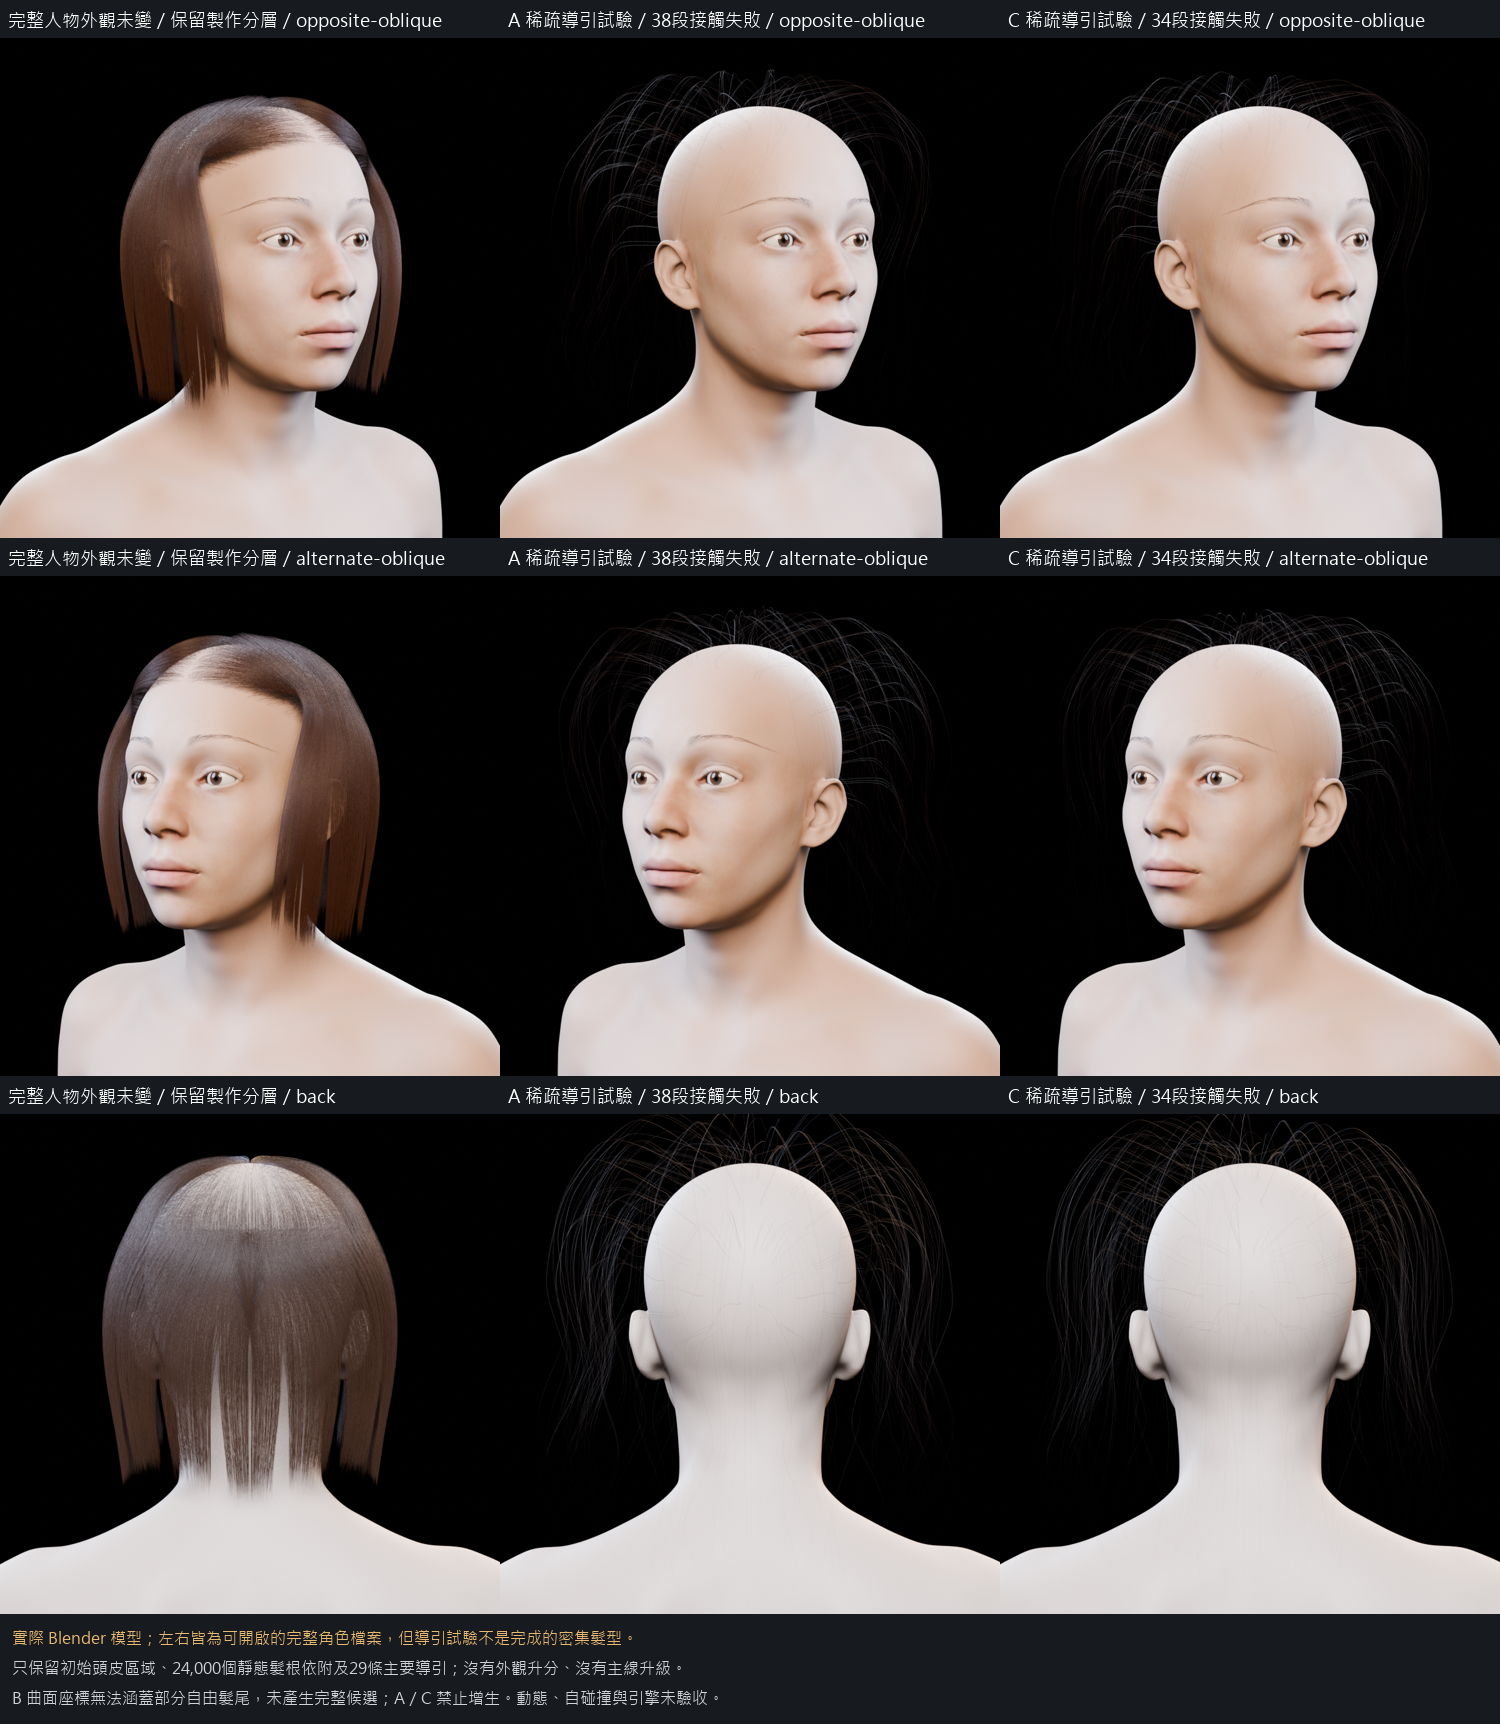 完整人物外觀未變 / 保留製作分層 / opposite-oblique
A 稀疏導引試驗 / 38段接觸失敗 / opposite-oblique
C 稀疏導引試驗 / 34段接觸失敗 / opposite-oblique
完整人物外觀未變 / 保留製作分層 / alternate-oblique
A 稀疏導引試驗 / 38段接觸失敗 / alternate-oblique
C 稀疏導引試驗 / 34段接觸失敗 / alternate-oblique
完整人物外觀未變 / 保留製作分層 / back
A 稀疏導引試驗 / 38段接觸失敗 / back
C 稀疏導引試驗 / 34段接觸失敗 / back
實際 Blender 模型；左右皆為可開啟的完整角色檔案，但導引試驗不是完成的密集髮型。
只保留初始頭皮區域、24,000個靜態髮根依附及29條主要導引；沒有外觀升分、沒有主線升級。
B 曲面座標無法涵蓋部分自由髮尾，未產生完整候選；A / C 禁止增生。動態、自碰撞與引擎未驗收。